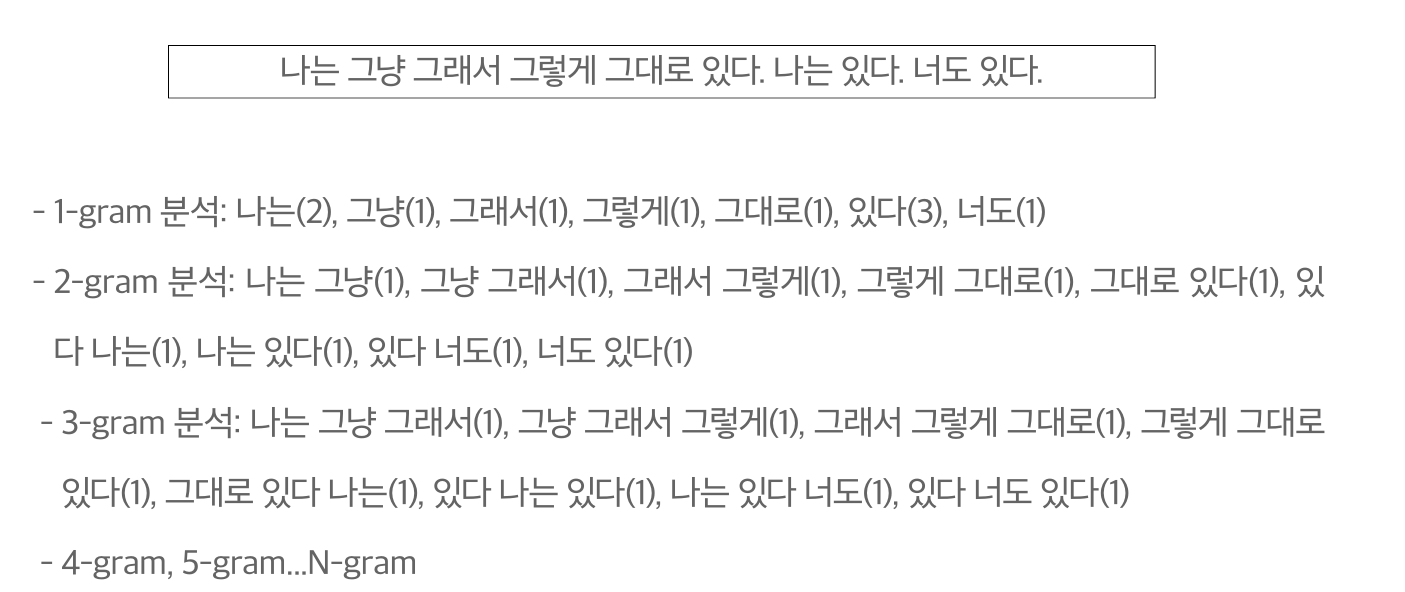 나는 그냥 그래서 그렇게 그대로 있다. 나는 있다. 너도 있다.
- 1-gram 분석: 나는(2), 그냥(1), 그래서(1), 그렇게(1), 그대로(1), 있다(3), 너도(1)
- 2-gram 분석: 나는 그냥(1), 그냥 그래서(1), 그래서 그렇게(1), 그렇게 그대로(1), 그대로 있다(1), 있
다 나는(1), 나는 있다(1), 있다 너도(1), 너도 있다(1)
- 3-gram 분석: 나는 그냥 그래서(1), 그냥 그래서 그렇게(1), 그래서 그렇게 그대로(1), 그렇게 그대로
있다(1), 그대로 있다 나는(1), 있다 나는 있다(1), 나는 있다 너도(1), 있다 너도 있다(1)
- 4-gram, 5-gram...N-gram